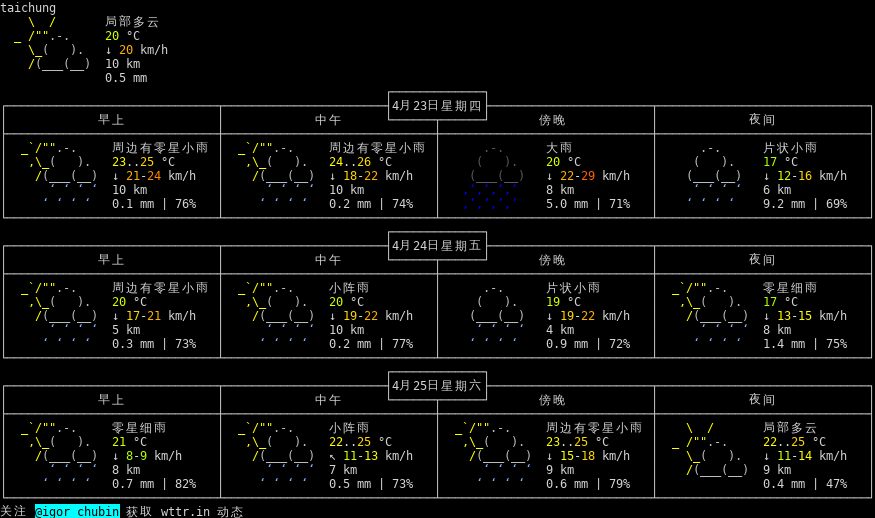 taichung
局部多云
20 °C
↓ 20 km/h
10 km
0.5 mm
4月23日星期四
早上 中午 傍晚 夜间
周边有零星小雨 周边有零星小雨 大雨 片状小雨
23..25 °C 24..26 °C 20 °C 17 °C
↓ 21-24 km/h ↓ 18-22 km/h ↓ 22-29 km/h ↓ 12-16 km/h
10 km 10 km 8 km 6 km
0.1 mm | 76% 0.2 mm | 74% 5.0 mm | 71% 9.2 mm | 69%
4月24日星期五
早上 中午 傍晚 夜间
周边有零星小雨 小阵雨 片状小雨 零星细雨
20 °C 20 °C 19 °C 17 °C
↓ 17-21 km/h ↓ 19-22 km/h ↓ 19-22 km/h ↓ 13-15 km/h
5 km 10 km 4 km 8 km
0.3 mm | 73% 0.2 mm | 77% 0.9 mm | 72% 1.4 mm | 75%
4月25日星期六
早上 中午 傍晚 夜间
零星细雨 小阵雨 周边有零星小雨 局部多云
21 °C 22..25 °C 23..25 °C 22..25 °C
↓ 8-9 km/h ↖ 11-13 km/h ↓ 15-18 km/h ↓ 11-14 km/h
8 km 7 km 9 km 9 km
0.7 mm | 82% 0.5 mm | 73% 0.6 mm | 79% 0.4 mm | 47%
关注 @igor_chubin 获取 wttr.in 动态